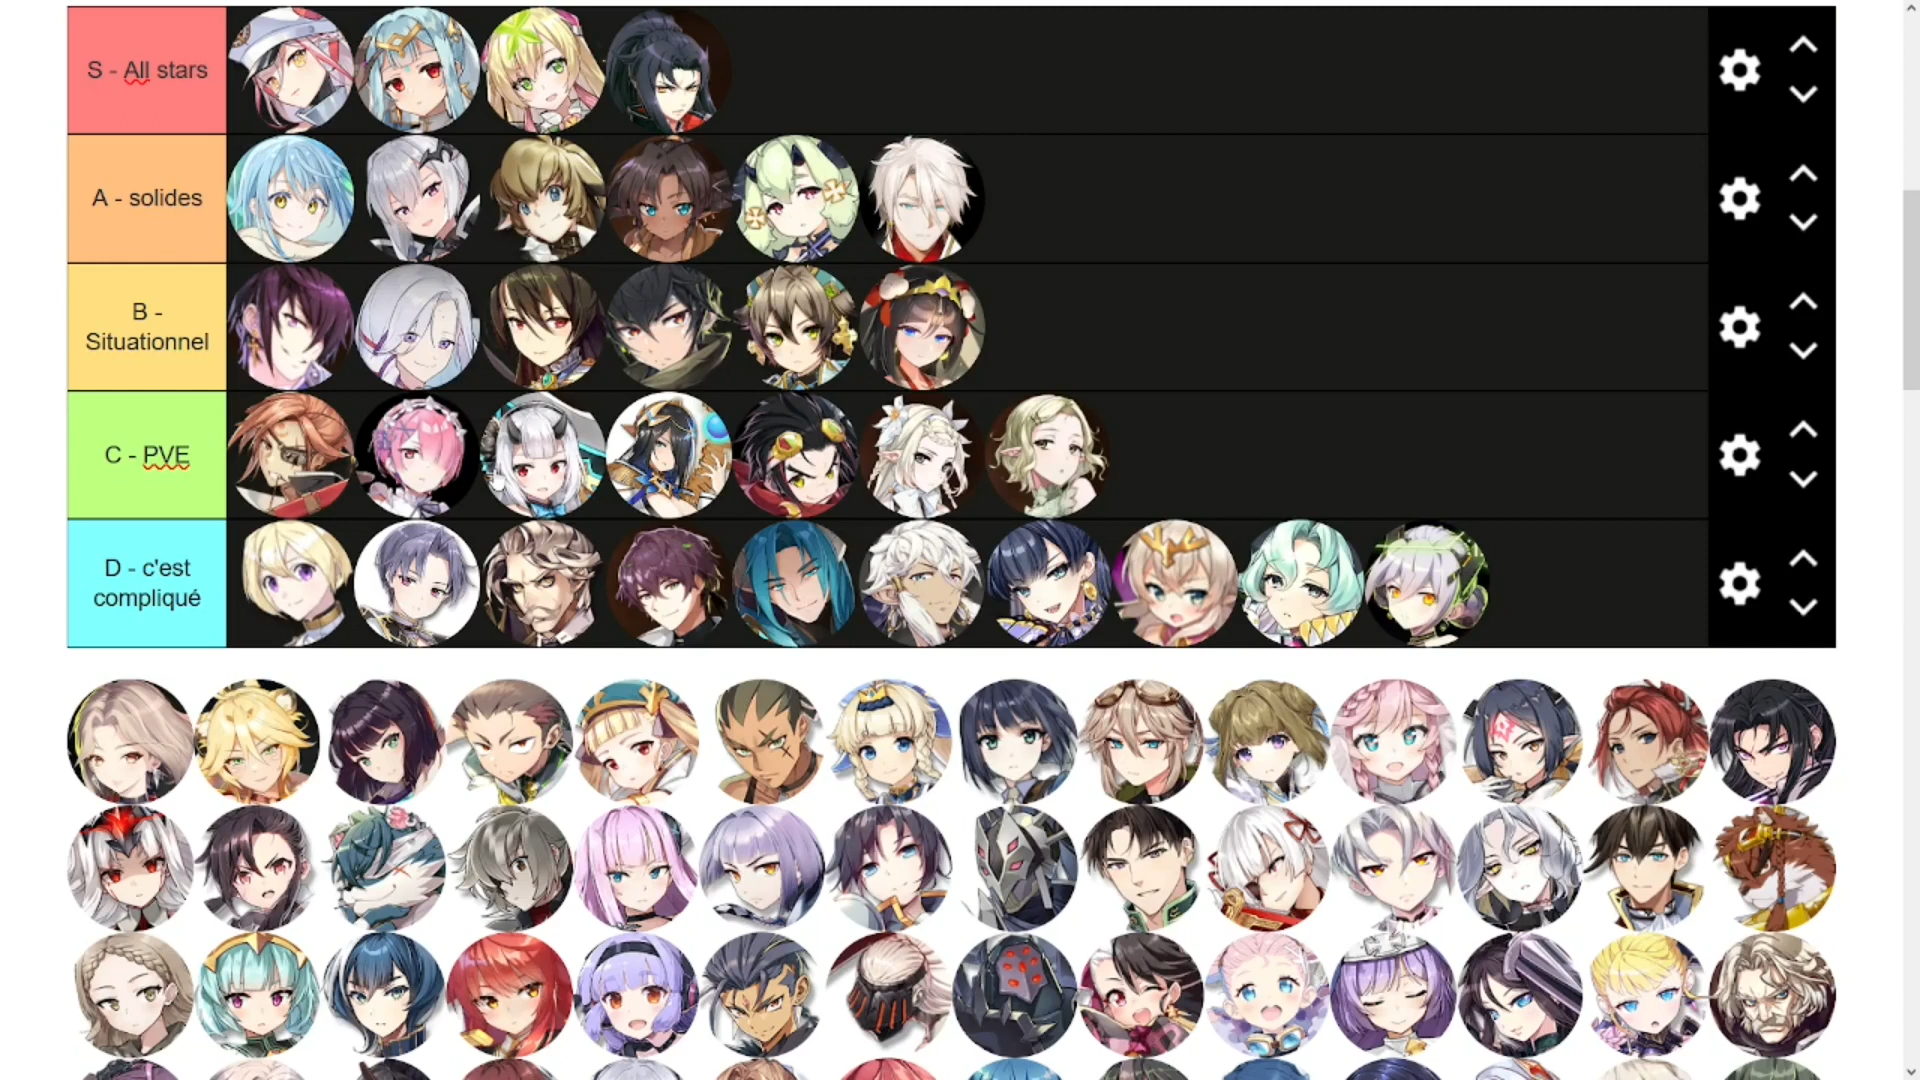 S - All stars
A - solides
B -
Situationnel
C - PVE
D - c'est
compliqué